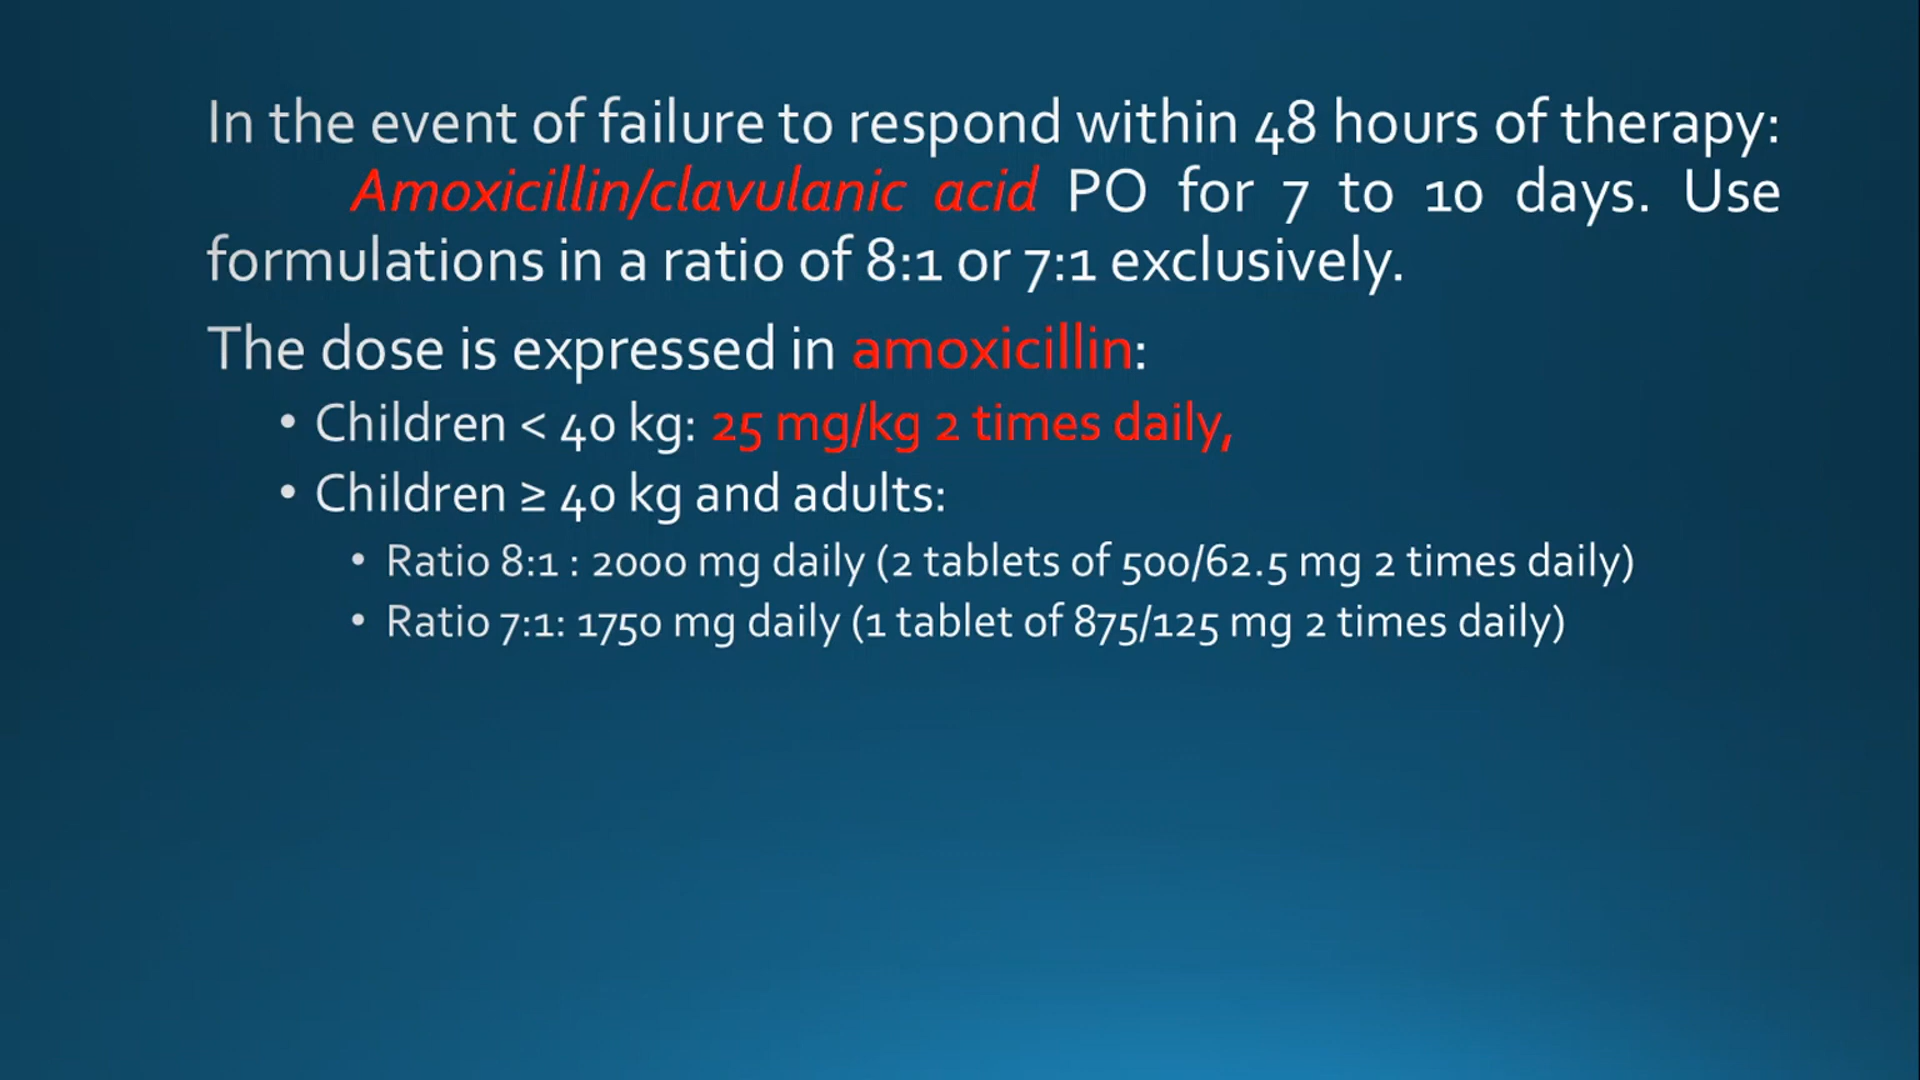 In the event of failure to respond within 48 hours of therapy:
Amoxicillin/clavulanic acid PO for 7 to 10 days. Use
formulations in a ratio of 8:1 or 7:1 exclusively.
The dose is expressed in amoxicillin:
• Children < 40 kg: 25 mg/kg 2 times daily,
• Children ≥ 40 kg and adults:
• Ratio 8:1 : 2000 mg daily (2 tablets of 500/62.5 mg 2 times daily)
• Ratio 7:1: 1750 mg daily (1 tablet of 875/125 mg 2 times daily)